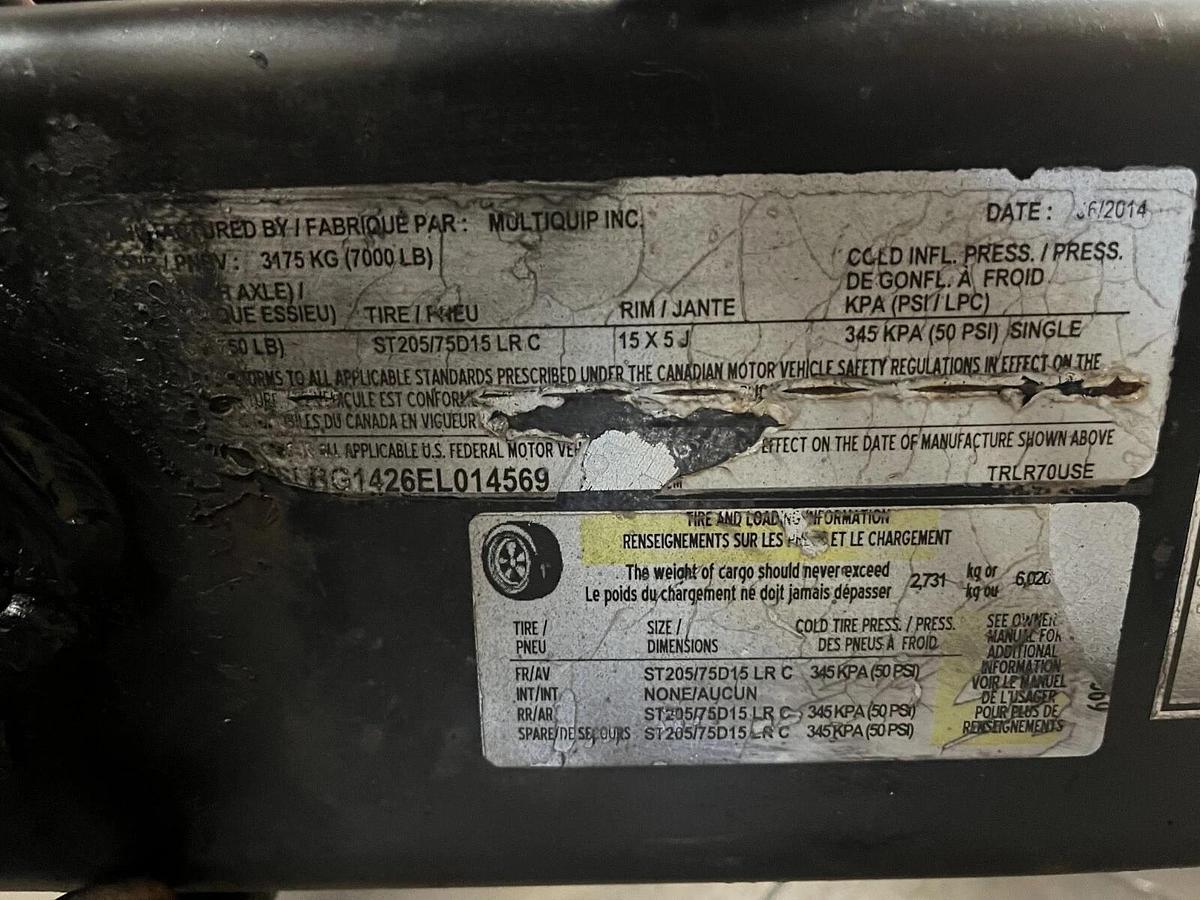 BY / FABRIQUÉ PAR : MULTIQUIP INC. DATE : 6/2014
3175 KG (7000 LB) COLD INFL. PRESS. / PRESS.
DE GONFL. À FROID
AXLE) /
ESSIEU) TIRE / PNEU RIM / JANTE KPA (PSI / LPC)
50 LB) ST205/75D15 LR C 15 X 5 J 345 KPA (50 PSI) SINGLE
TO ALL APPLICABLE STANDARDS PRESCRIBED UNDER THE CANADIAN MOTOR VEHICLE SAFETY REGULATIONS IN EFFECT ON THE
EST CONFORME
DU CANADA EN VIGUEUR
ALL APPLICABLE U.S. FEDERAL MOTOR EFFECT ON THE DATE OF MANUFACTURE SHOWN ABOVE
G1426EL014569 TRLR70USE
TIRE AND LOADING INFORMATION
RENSEIGNEMENTS SUR LES PNEUS ET LE CHARGEMENT
The weight of cargo should never exceed 2,731 kg or 6,020
Le poids du chargement ne doit jamais dépasser kg ou
TIRE / SIZE / COLD TIRE PRESS. / PRESS.
PNEU DIMENSIONS DES PNEUS À FROID
FR/AV ST205/75D15 LR C 345 KPA (50 PSI)
INT/INT NONE/AUCUN
RR/AR ST205/75D15 LR C 345 KPA (50 PSI)
SPARE/DE SECOURS ST205/75D15 LR C 345 KPA (50 PSI)
SEE OWNER
MANUAL FOR
ADDITIONAL
INFORMATION
VOIR LE MANUEL
DE L'USAGER
POUR PLUS DE
RENSEIGNEMENTS